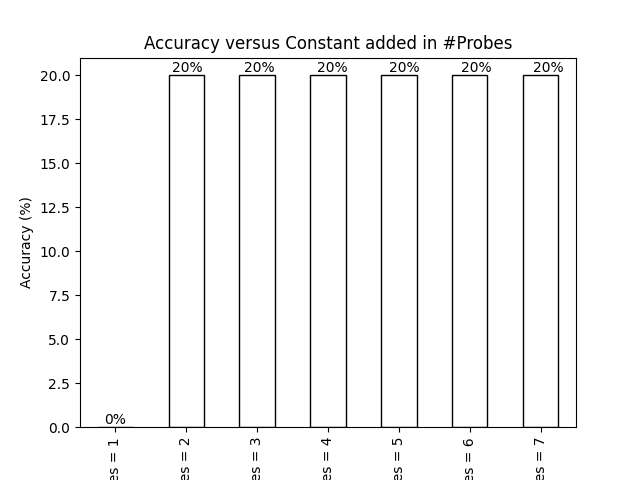 Accuracy versus Constant added in #Probes
20% 20% 20% 20% 20% 20%
0%
20.0
17.5
15.0
12.5
10.0
7.5
5.0
2.5
0.0
Accuracy (%)
es = 1
es = 2
es = 3
es = 4
es = 5
es = 6
es = 7